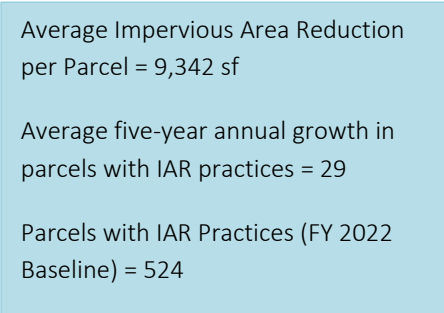 Average Impervious Area Reduction
per Parcel = 9,342 sf
Average five-year annual growth in
parcels with IAR practices = 29
Parcels with IAR Practices (FY 2022
Baseline) = 524